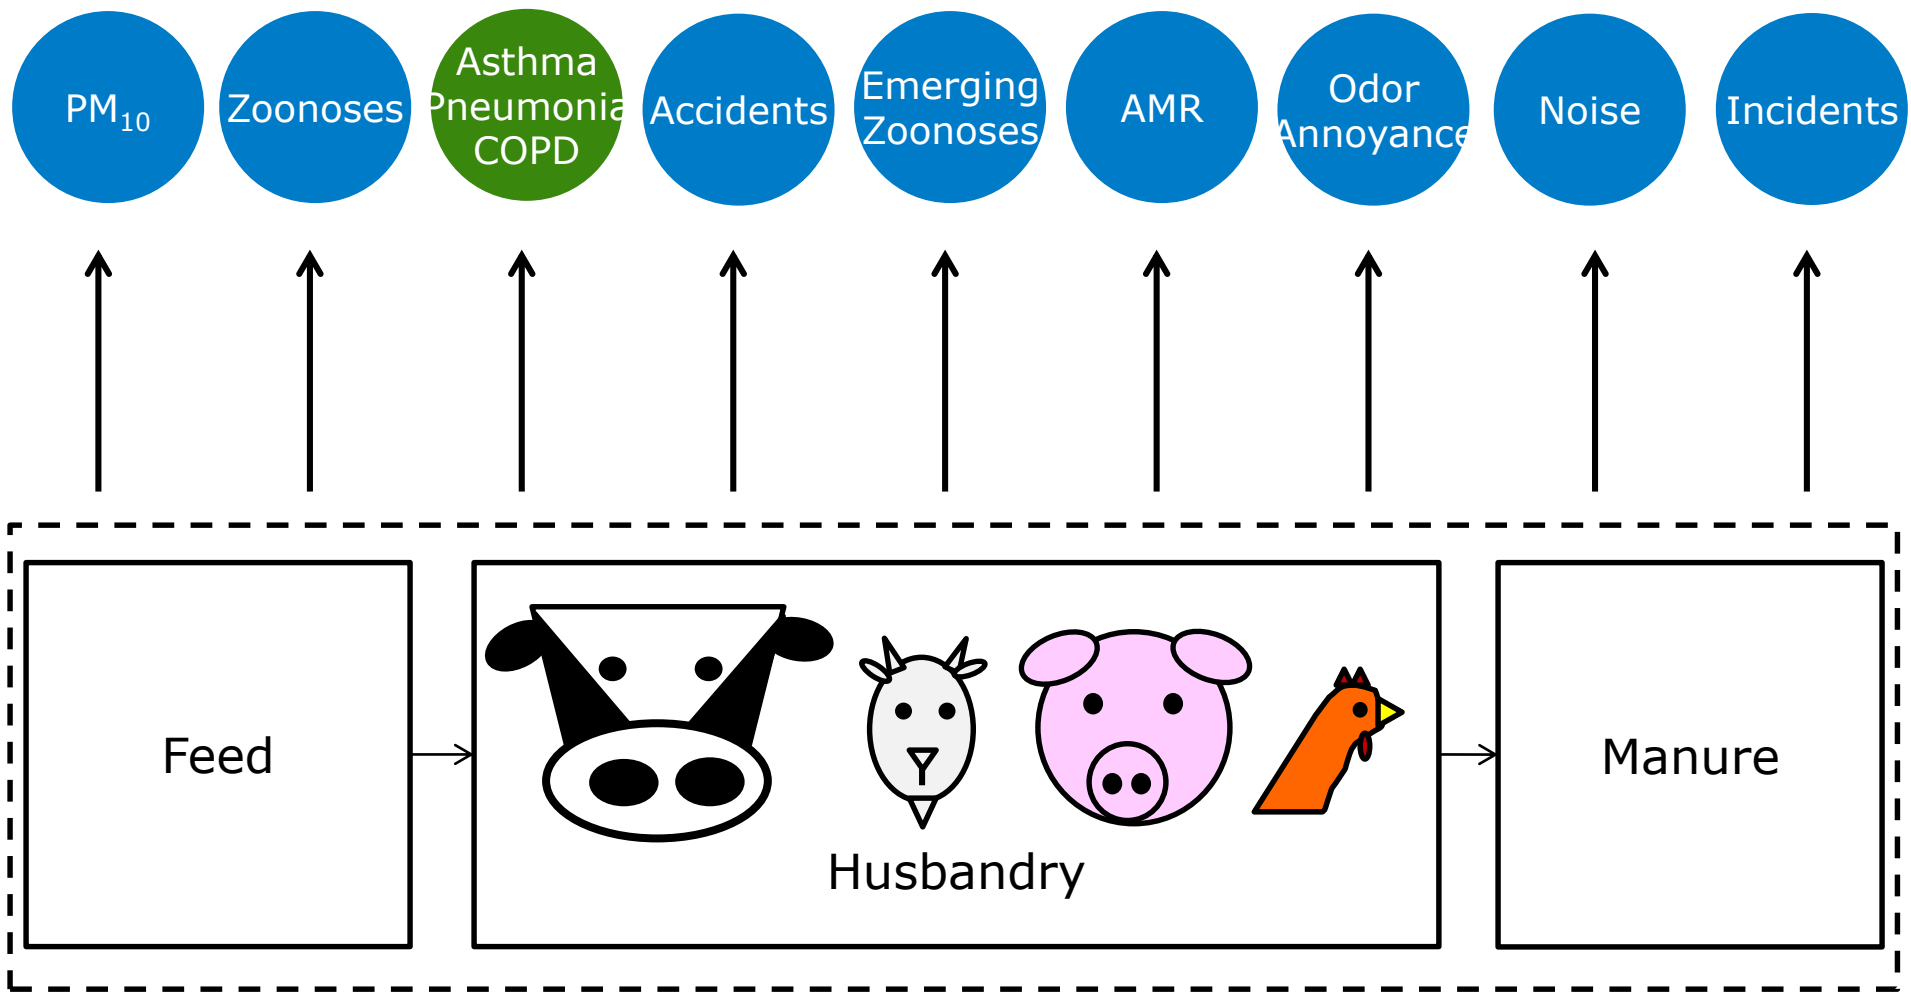 PM₁₀
Zoonoses
Asthma
Pneumonia
COPD
Accidents
Emerging
Zoonoses
AMR
Odor
Annoyance
Noise
Incidents
Feed
Husbandry
Manure